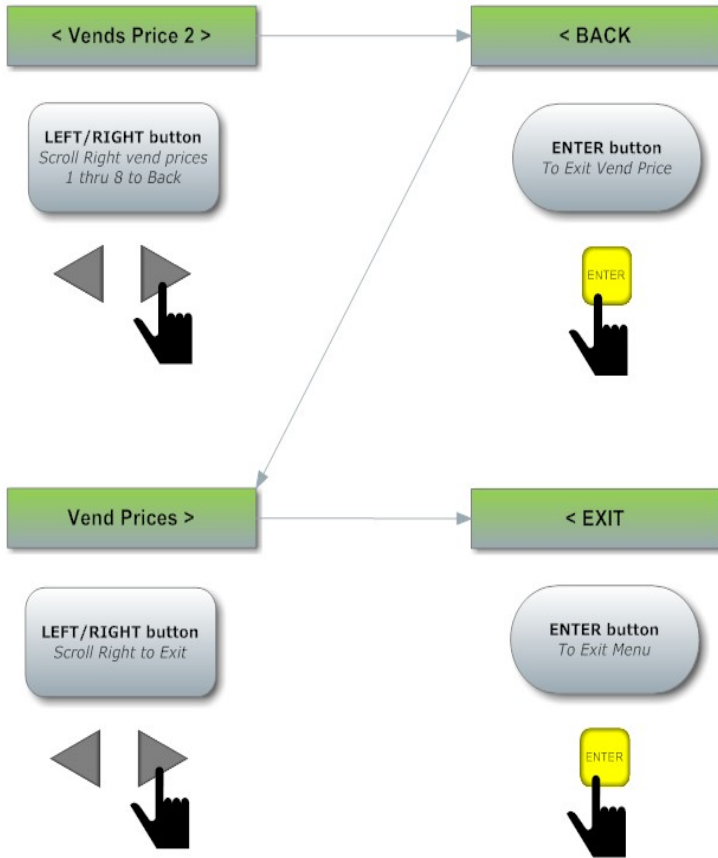 < Vends Price 2 >
< BACK
LEFT/RIGHT button
Scroll Right vend prices
1 thru 8 to Back
ENTER button
To Exit Vend Price
ENTER
Vend Prices >
< EXIT
LEFT/RIGHT button
Scroll Right to Exit
ENTER button
To Exit Menu
ENTER